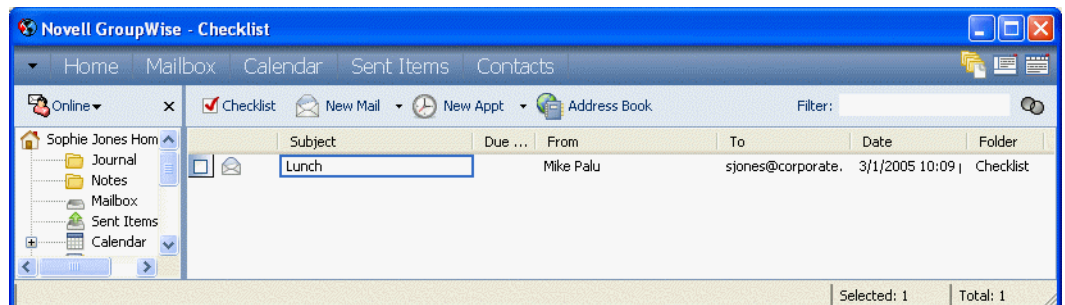 Novell GroupWise - Checklist
Home Mailbox Calendar Sent Items Contacts
Online Checklist New Mail New Appt Address Book Filter:
Sophie Jones Hom
Journal
Notes
Mailbox
Sent Items
Calendar
Subject Due ... From To Date Folder
Lunch Mike Palu sjones@corporate. 3/1/2005 10:09 Checklist
Selected: 1 Total: 1